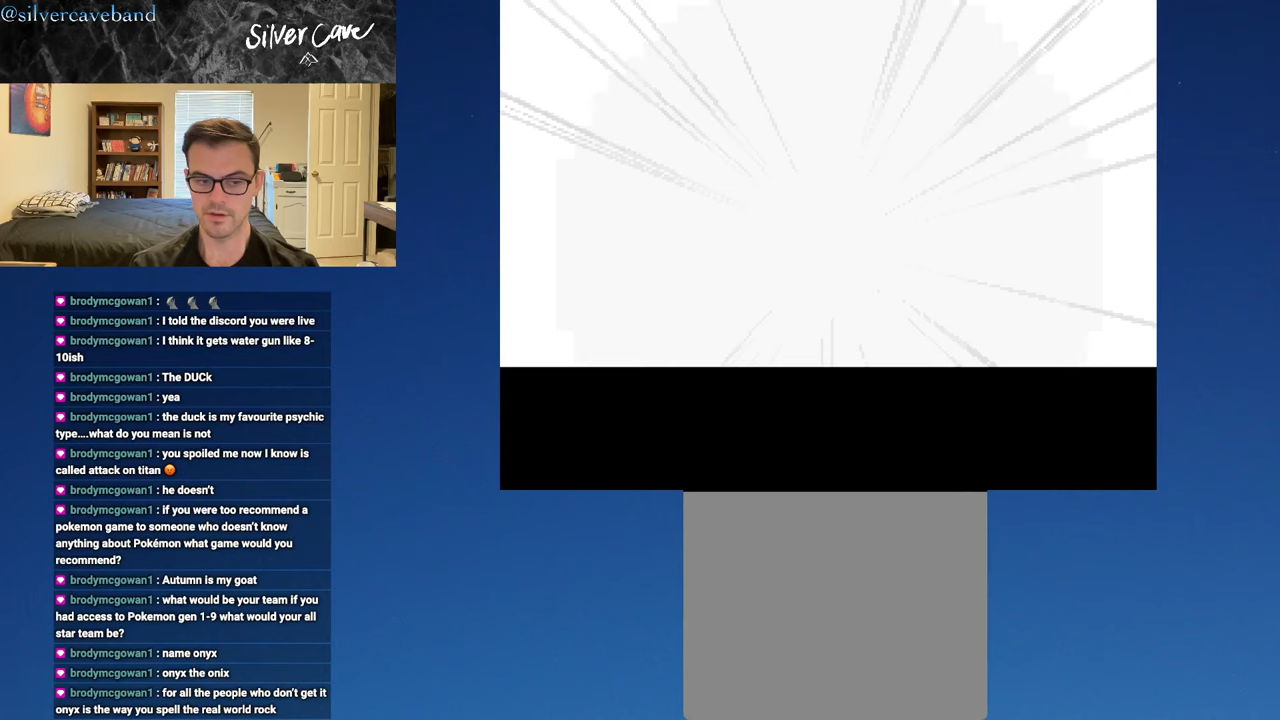 @silvercaveband
Silver Cave
brodymcgowan1 :
brodymcgowan1 : I told the discord you were live
brodymcgowan1 : I think it gets water gun like 8-
10ish
brodymcgowan1 : The DUCk
brodymcgowan1 : yea
brodymcgowan1 : the duck is my favourite psychic
type....what do you mean is not
brodymcgowan1 : you spoiled me now I know is
called attack on titan 😡
brodymcgowan1 : he doesn't
brodymcgowan1 : if you were too recommend a
pokemon game to someone who doesn't know
anything about Pokémon what game would you
recommend?
brodymcgowan1 : Autumn is my goat
brodymcgowan1 : what would be your team if you
had access to Pokemon gen 1-9 what would your all
star team be?
brodymcgowan1 : name onyx
brodymcgowan1 : onyx the onix
brodymcgowan1 : for all the people who don't get it
onyx is the way you spell the real world rock